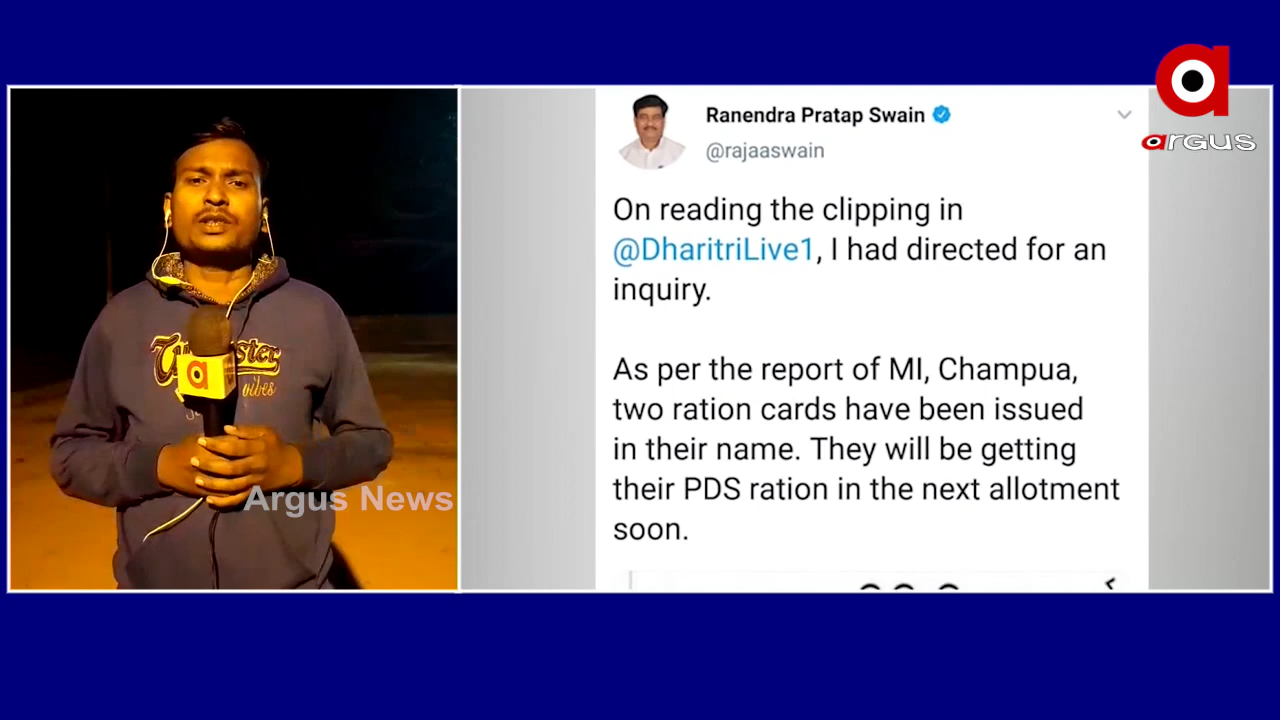 Ranendra Pratap Swain
@rajaaswain
On reading the clipping in
@DharitriLive1, I had directed for an
inquiry.
As per the report of MI, Champua,
two ration cards have been issued
in their name. They will be getting
their PDS ration in the next allotment
soon.
argus
Argus News
vibes